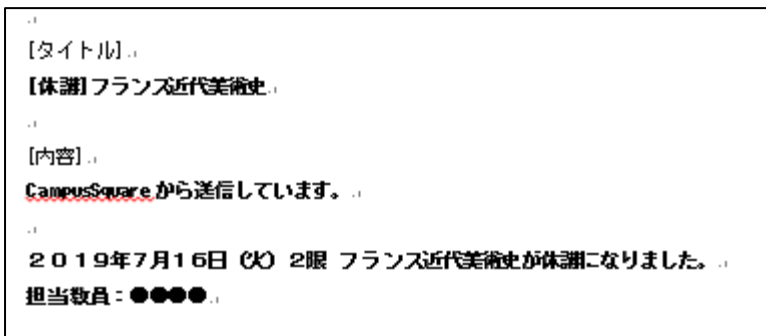 [タイトル]
[休講]フランス近代美術史
[内容]
CampusSquareから送信しています。
２０１９年７月１６日（火）２限 フランス近代美術史が休講になりました。
担当教員：●●●●